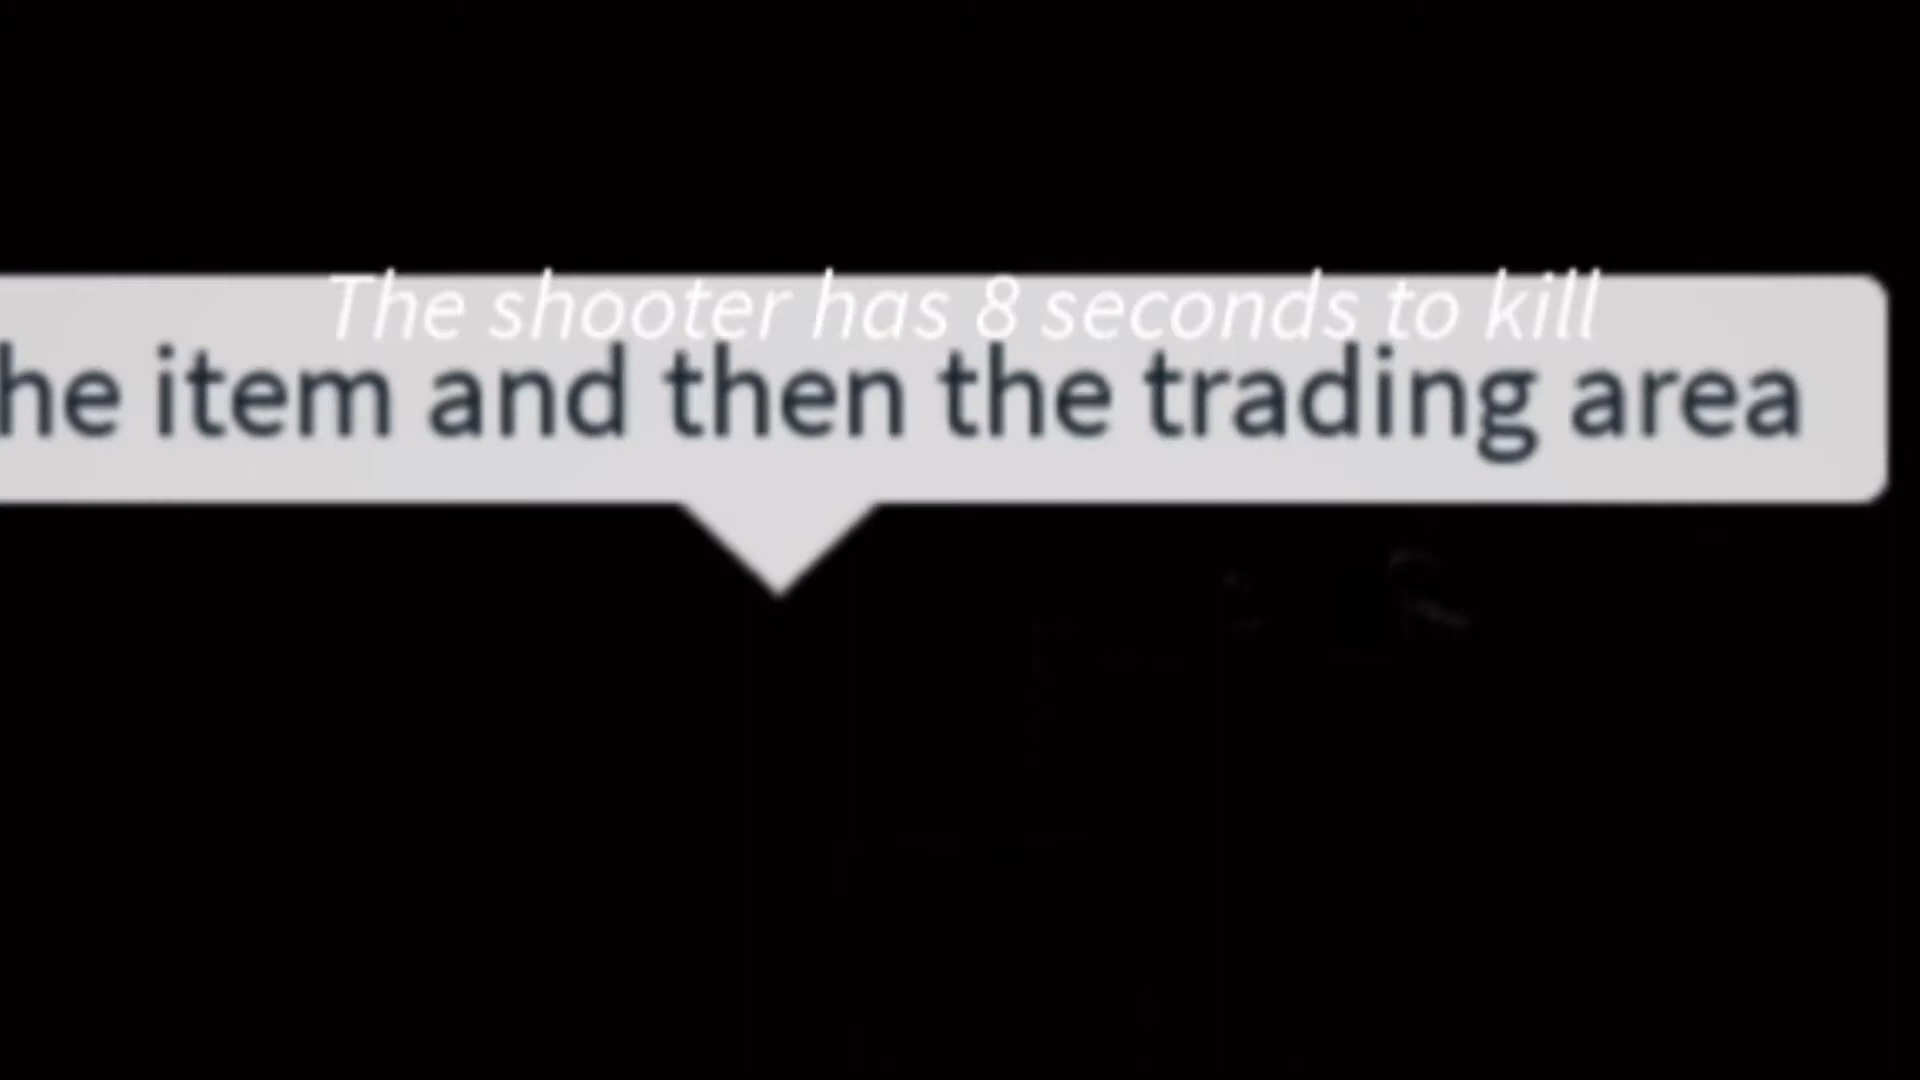 The shooter has 8 seconds to kill
he item and then the trading area